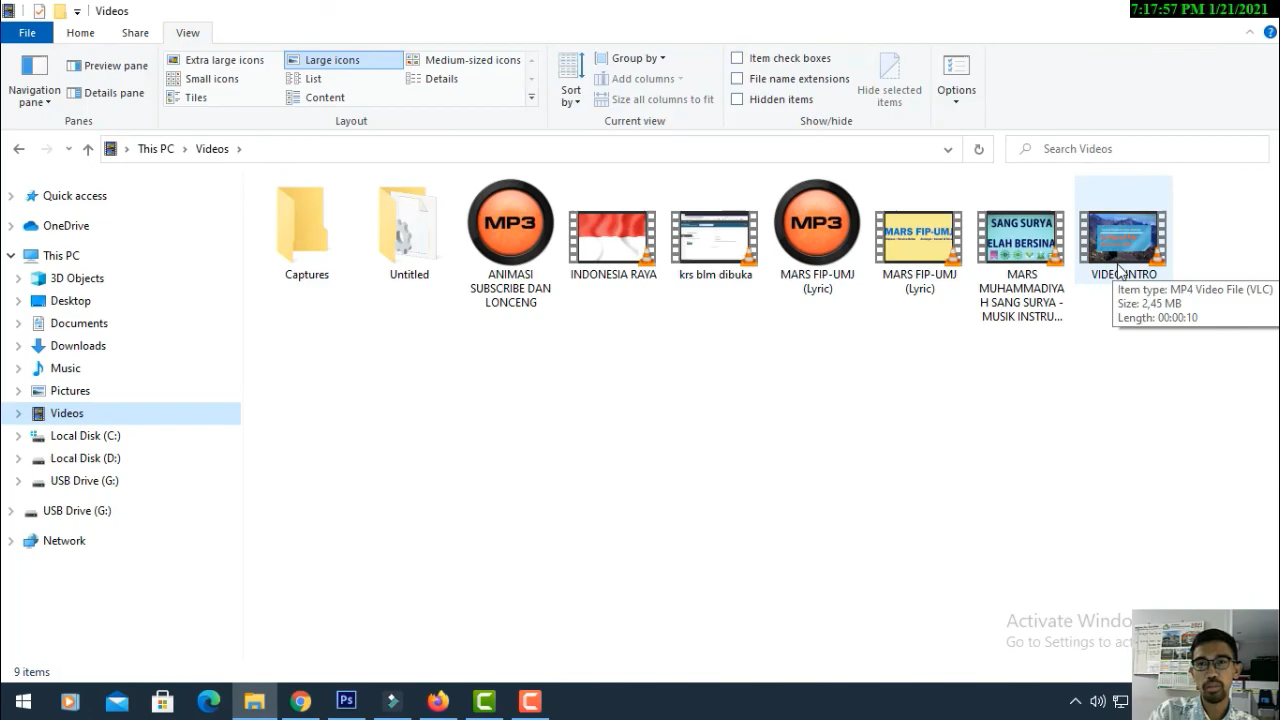 Videos
7:17:57 PM 1/21/2021
File Home Share View
Navigation pane
Preview pane
Details pane
Panes
Extra large icons Large icons Medium-sized icons
Small icons List Details
Tiles Content
Layout
Sort by
Group by
Add columns
Size all columns to fit
Current view
Item check boxes
File name extensions
Hidden items
Hide selected items
Show/hide
Options
This PC Videos
Search Videos
Quick access
OneDrive
This PC
3D Objects
Desktop
Documents
Downloads
Music
Pictures
Videos
Local Disk (C:)
Local Disk (D:)
USB Drive (G:)
USB Drive (G:)
Network
Captures
Untitled
MP3
ANIMASI
SUBSCRIBE DAN
LONCENG
INDONESIA RAYA
krs blm dibuka
MP3
MARS FIP-UMJ
(Lyric)
MARS FIP-UMJ
MARS FIP-UMJ
(Lyric)
SANG SURYA
ELAH BERSINA
MARS
MUHAMMADIYA
H SANG SURYA -
MUSIK INSTRU...
VIDEO INTRO
Item type: MP4 Video File (VLC)
Size: 2,45 MB
Length: 00:00:10
Activate Windo
Go to Settings to act
9 items
Ps